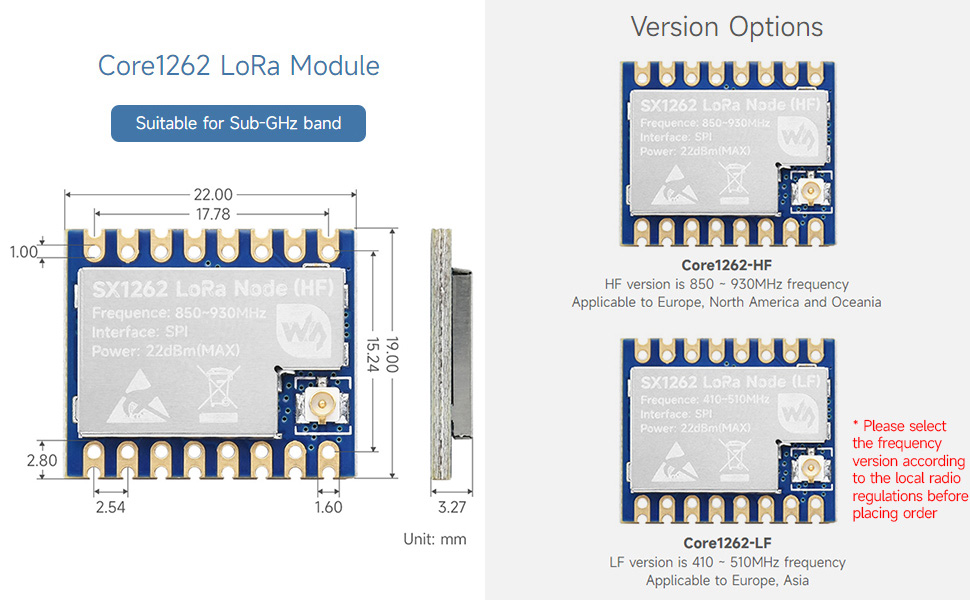 Core1262 LoRa Module
Suitable for Sub-GHz band
22.00
17.78
1.00
SX1262 LoRa Node (HF)
Frequency: 850-930MHz
Interface: SPI
Power: 22dBm(MAX)
15.24
19.00
2.80
2.54
1.60
3.27
Unit: mm
Version Options
SX1262 LoRa Node (HF)
Frequency: 850-930MHz
Interface: SPI
Power: 22dBm(MAX)
Core1262-HF
HF version is 850 ~ 930MHz frequency
Applicable to Europe, North America and Oceania
SX1262 LoRa Node (LF)
Frequency: 410-510MHz
Interface: SPI
Power: 22dBm(MAX)
Core1262-LF
LF version is 410 ~ 510MHz frequency
Applicable to Europe, Asia
* Please select
the frequency
version according
to the local radio
regulations before
placing order